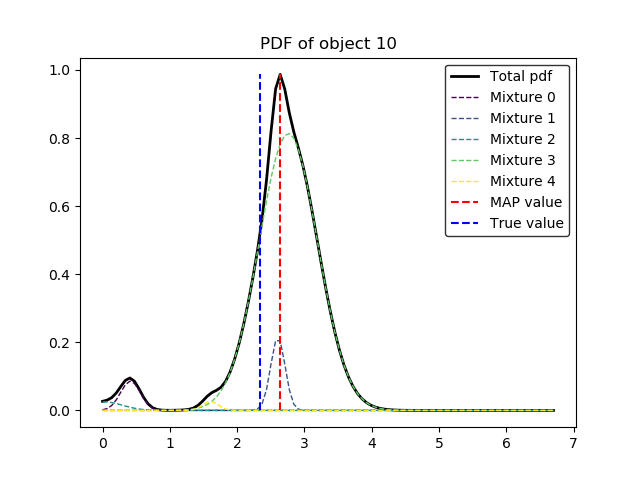 PDF of object 10
1.0
0.8
0.6
0.4
0.2
0.0
0 1 2 3 4 5 6 7
Total pdf
Mixture 0
Mixture 1
Mixture 2
Mixture 3
Mixture 4
MAP value
True value